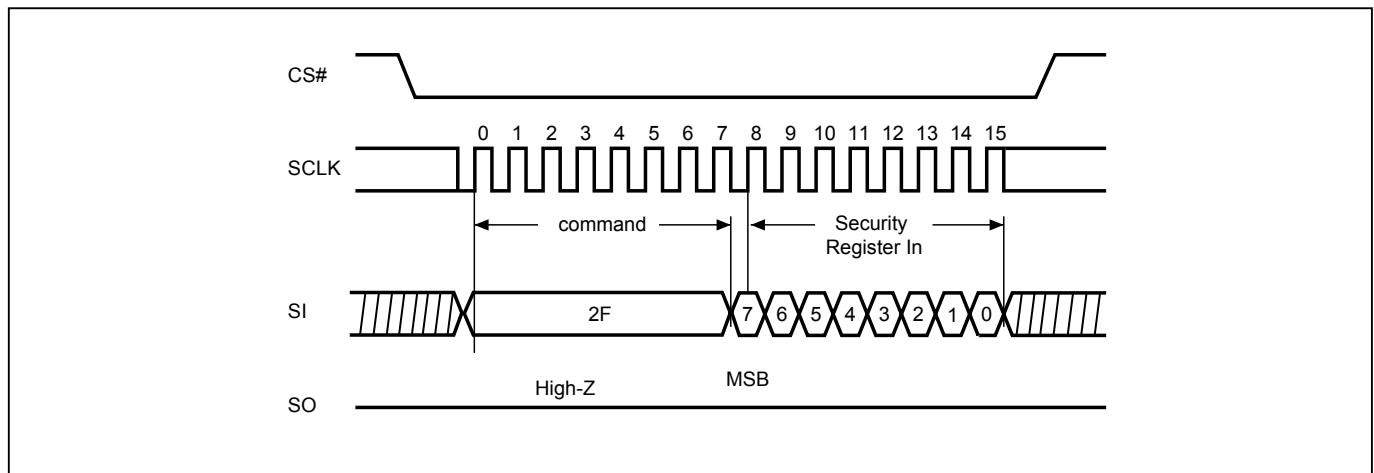 CS#
0 1 2 3 4 5 6 7 8 9 10 11 12 13 14 15
SCLK
command
Security
Register In
SI
2F
7 6 5 4 3 2 1 0
High-Z
MSB
SO